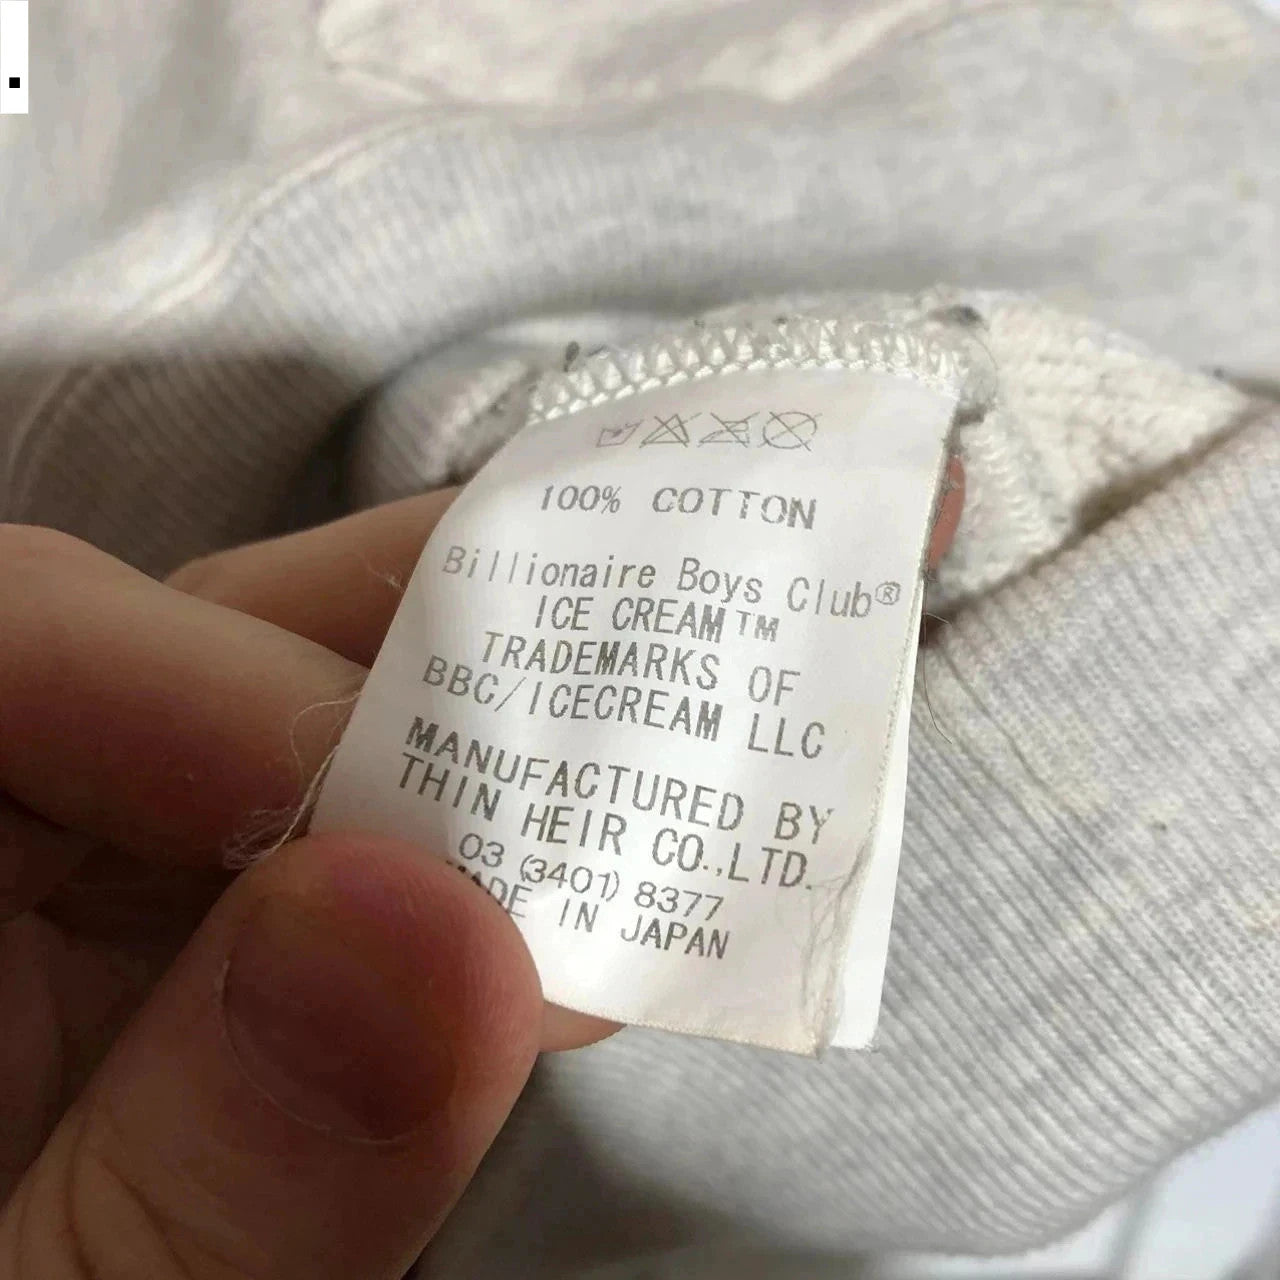 .
100% COTTON
Billionaire Boys Club®
ICE CREAM™
TRADEMARKS OF
BBC/ICECREAM LLC
MANUFACTURED BY
THIN HEIR CO.,LTD.
03 (3401) 8377
MADE IN JAPAN